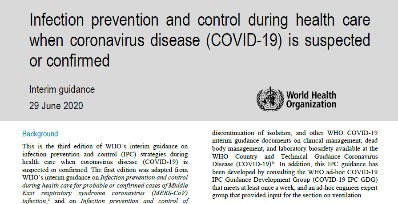 Infection prevention and control during health care
when coronavirus disease (COVID-19) is suspected
or confirmed
Interim guidance
29 June 2020
World Health
Organization
Background
This is the third edition of WHO's interim guidance on
infection prevention and control (IPC) strategies during
health care when coronavirus disease (COVID-19) is
suspected or confirmed. The first edition was adapted from
WHO's interim guidance on Infection prevention and control
during health care for probable or confirmed cases of Middle
East respiratory syndrome coronavirus (MERS-CoV)
infection,¹ and on Infection prevention and control of
discontinuation of isolation, and other WHO COVID-19
interim guidance documents on clinical management, dead
body management, and laboratory biosafety available at the
WHO Country and Technical Guidance Coronavirus
Disease (COVID-19). In addition, this IPC guidance has
been developed by consulting the WHO ad-hoc COVID-19
IPC Guidance Development Group (COVID-19 IPC GDG)
that meets at least once a week, and an ad-hoc engineer expert
group that provided input for the section on ventilation.